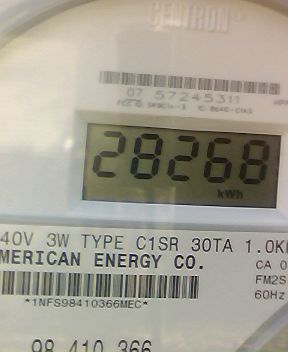 CENTRON®
07 57245311
28268
kWh
40V 3W TYPE C1SR 30TA 1.0K
MERICAN ENERGY CO.
CA 0
FM2S
60Hz
*1NFS98410366MEC*
98 410 366